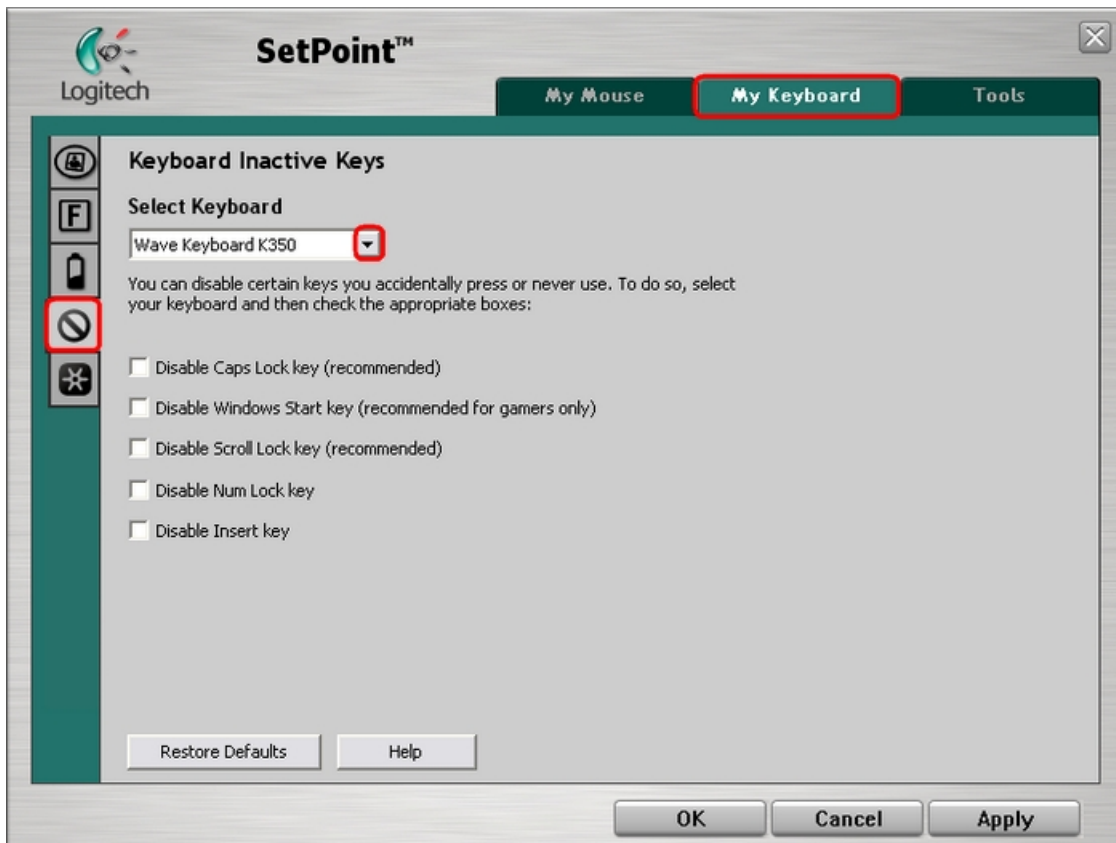 Logitech
SetPoint™
My Mouse
My Keyboard
Tools
Keyboard Inactive Keys
Select Keyboard
F
Wave Keyboard K350
You can disable certain keys you accidentally press or never use. To do so, select
your keyboard and then check the appropriate boxes:
Disable Caps Lock key (recommended)
Disable Windows Start key (recommended for gamers only)
Disable Scroll Lock key (recommended)
Disable Num Lock key
Disable Insert key
Restore Defaults
Help
OK
Cancel
Apply